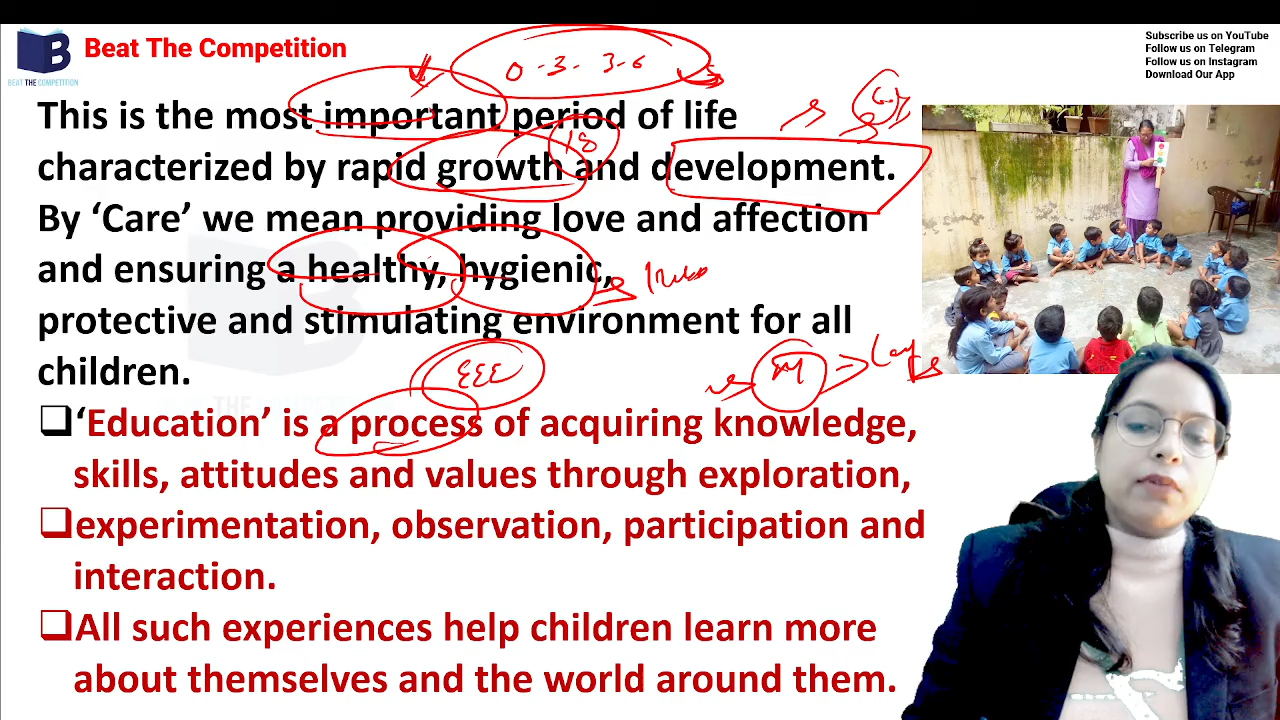 Beat The Competition
BEAT THE COMPETITION
Subscribe us on YouTube
Follow us on Telegram
Follow us on Instagram
Download Our App
0-3- 3-6
This is the most important period of life
18
characterized by rapid growth and development.
By ‘Care’ we mean providing love and affection
and ensuring a healthy, hygienic,
protective and stimulating environment for all
children.
EEE
‘Education’ is a process of acquiring knowledge,
skills, attitudes and values through exploration,
experimentation, observation, participation and
interaction.
All such experiences help children learn more
about themselves and the world around them.